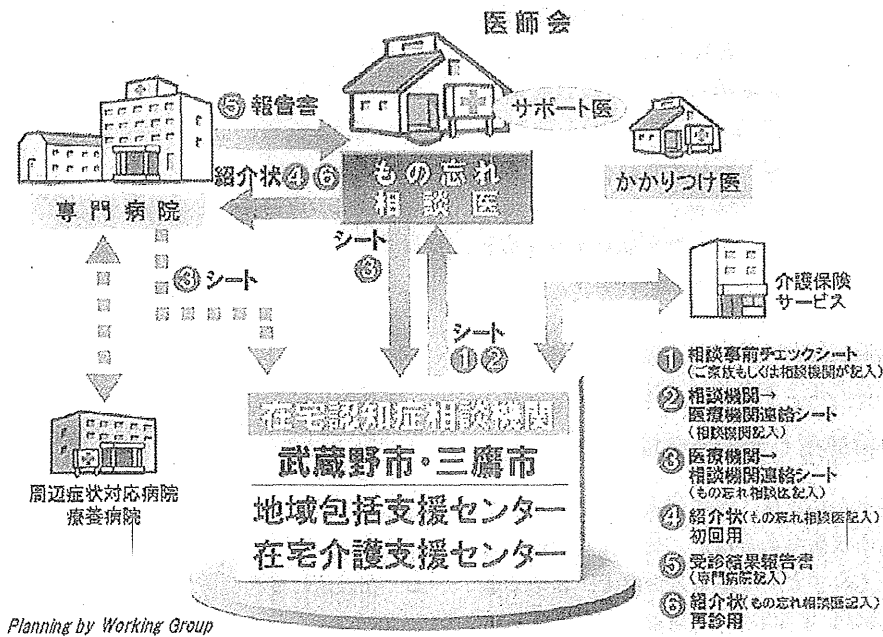 医師会
⑤報告書
サポート医
紹介状④⑥
もの忘れ
相談医
かかりつけ医
専門病院
シート
③
③シート
介護保険
サービス
シート
①②
①相談事前チェックシート
(ご家族もしくは相談機関が記入)
②相談機関→
医療機関連絡シート
(相談機関記入)
③医療機関→
相談機関連絡シート
(もの忘れ相談医記入)
④紹介状(もの忘れ相談医記入)
初回用
⑤受診結果報告書
(専門病院記入)
⑥紹介状(もの忘れ相談医記入)
再診用
在宅認知症相談機関
武蔵野市・三鷹市
地域包括支援センター
在宅介護支援センター
周辺症状対応病院
療養病院
Planning by Working Group